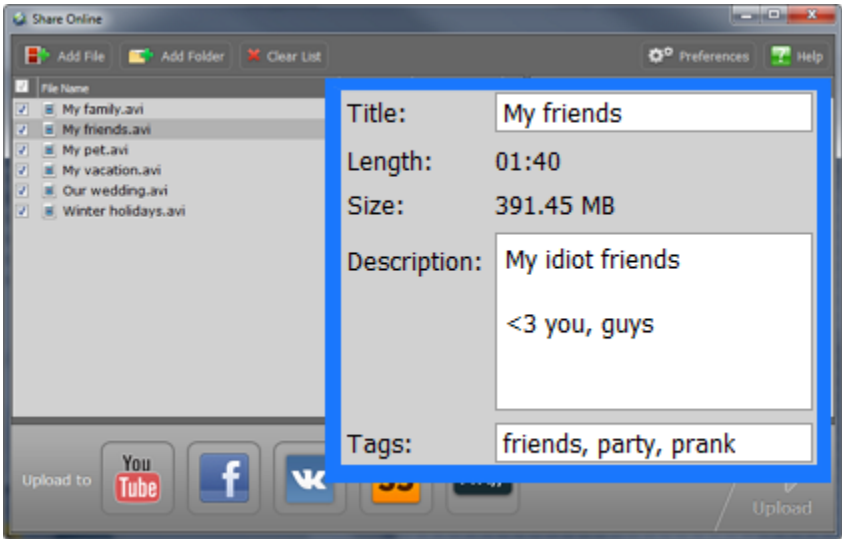 Share Online
Add File Add Folder Clear List Preferences Help
File Name
My family.avi
My friends.avi
My pet.avi
My vacation.avi
Our wedding.avi
Winter holidays.avi
Title: My friends
Length: 01:40
Size: 391.45 MB
Description: My idiot friends
<3 you, guys
Tags: friends, party, prank
Upload to You Tube f Upload